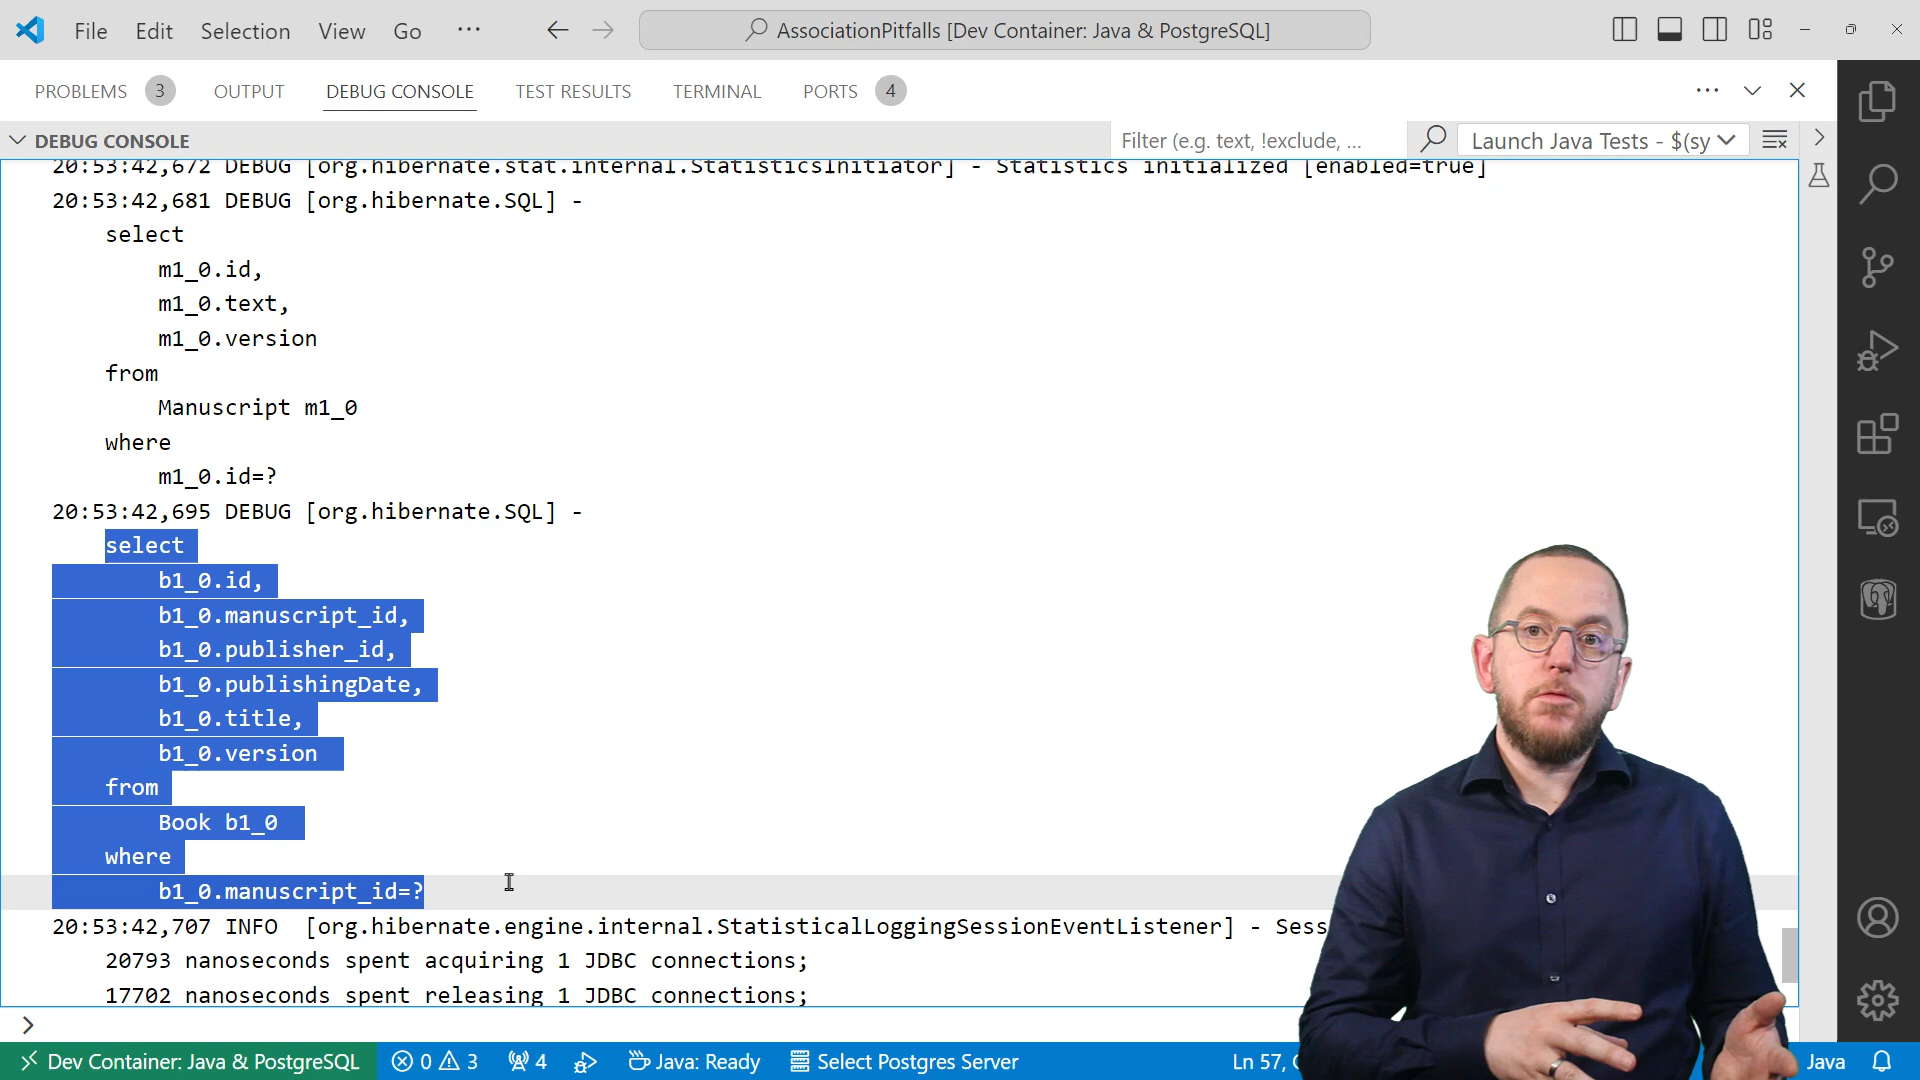 File Edit Selection View Go ··· AssociationPitfalls [Dev Container: Java & PostgreSQL]
PROBLEMS 3 OUTPUT DEBUG CONSOLE TEST RESULTS TERMINAL PORTS 4
DEBUG CONSOLE Filter (e.g. text, !exclude, ... Launch Java Tests - $(sy
20:53:42,672 DEBUG [org.hibernate.stat.internal.StatisticsInitiator] - Statistics initialized [enabled=true]
20:53:42,681 DEBUG [org.hibernate.SQL] -
select
m1_0.id,
m1_0.text,
m1_0.version
from
Manuscript m1_0
where
m1_0.id=?
20:53:42,695 DEBUG [org.hibernate.SQL] -
select
b1_0.id,
b1_0.manuscript_id,
b1_0.publisher_id,
b1_0.publishingDate,
b1_0.title,
b1_0.version
from
Book b1_0
where
b1_0.manuscript_id=?
20:53:42,707 INFO [org.hibernate.engine.internal.StatisticalLoggingSessionEventListener] - Sess
20793 nanoseconds spent acquiring 1 JDBC connections;
17702 nanoseconds spent releasing 1 JDBC connections;
Dev Container: Java & PostgreSQL 0 3 4 Java: Ready Select Postgres Server Ln 57, Java